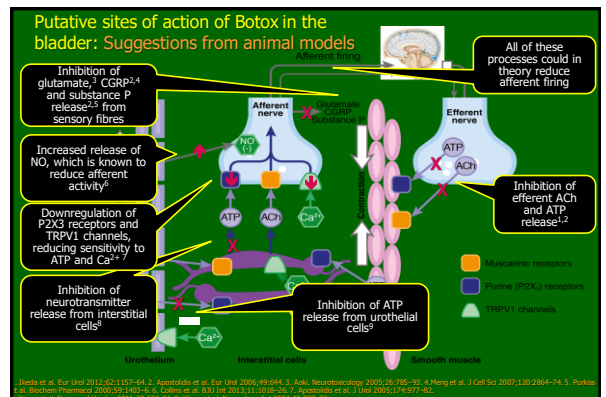 Putative sites of action of Botox in the
bladder: Suggestions from animal models
Afferent firing
All of these
processes could in
theory reduce
afferent firing
Inhibition of
glutamate,³ CGRP²,⁴
and substance P
release²,⁵ from
sensory fibres
Afferent
nerve
Glutamate
CGRP
Substance P
Efferent
nerve
Increased release of
NO, which is known to
reduce afferent
activity⁶
NO
(-)
ATP
ACh
Inhibition of
efferent ACh
and ATP
release¹,²
Downregulation of
P2X3 receptors and
TRPV1 channels,
reducing sensitivity to
ATP and Ca²⁺ ⁷
ATP
ACh
Ca²⁺
Contraction
Muscarinic receptors
Purine (P2X₃) receptors
TRPV1 channels
Inhibition of
neurotransmitter
release from interstitial
cells⁸
Ca²⁺
Inhibition of ATP
release from urothelial
cells⁹
Ca²⁺
Urothelium
Interstitial cells
Smooth muscle
. Ikeda et al. Eur Urol 2012;62:1157–64. 2. Apostolidis et al. Eur Urol 2006;49:644. 3. Aoki. Neurotoxicology 2005;26:785–93. 4.Meng et al. J Cell Sci 2007;120:2864–74. 5. Purkiss
t al. Biochem Pharmacol 2000;59:1403–6. 6. Collins et al. BJU Int 2013;11:1018–26. 7. Apostolidis et al. J Urol 2005;174:977–82.